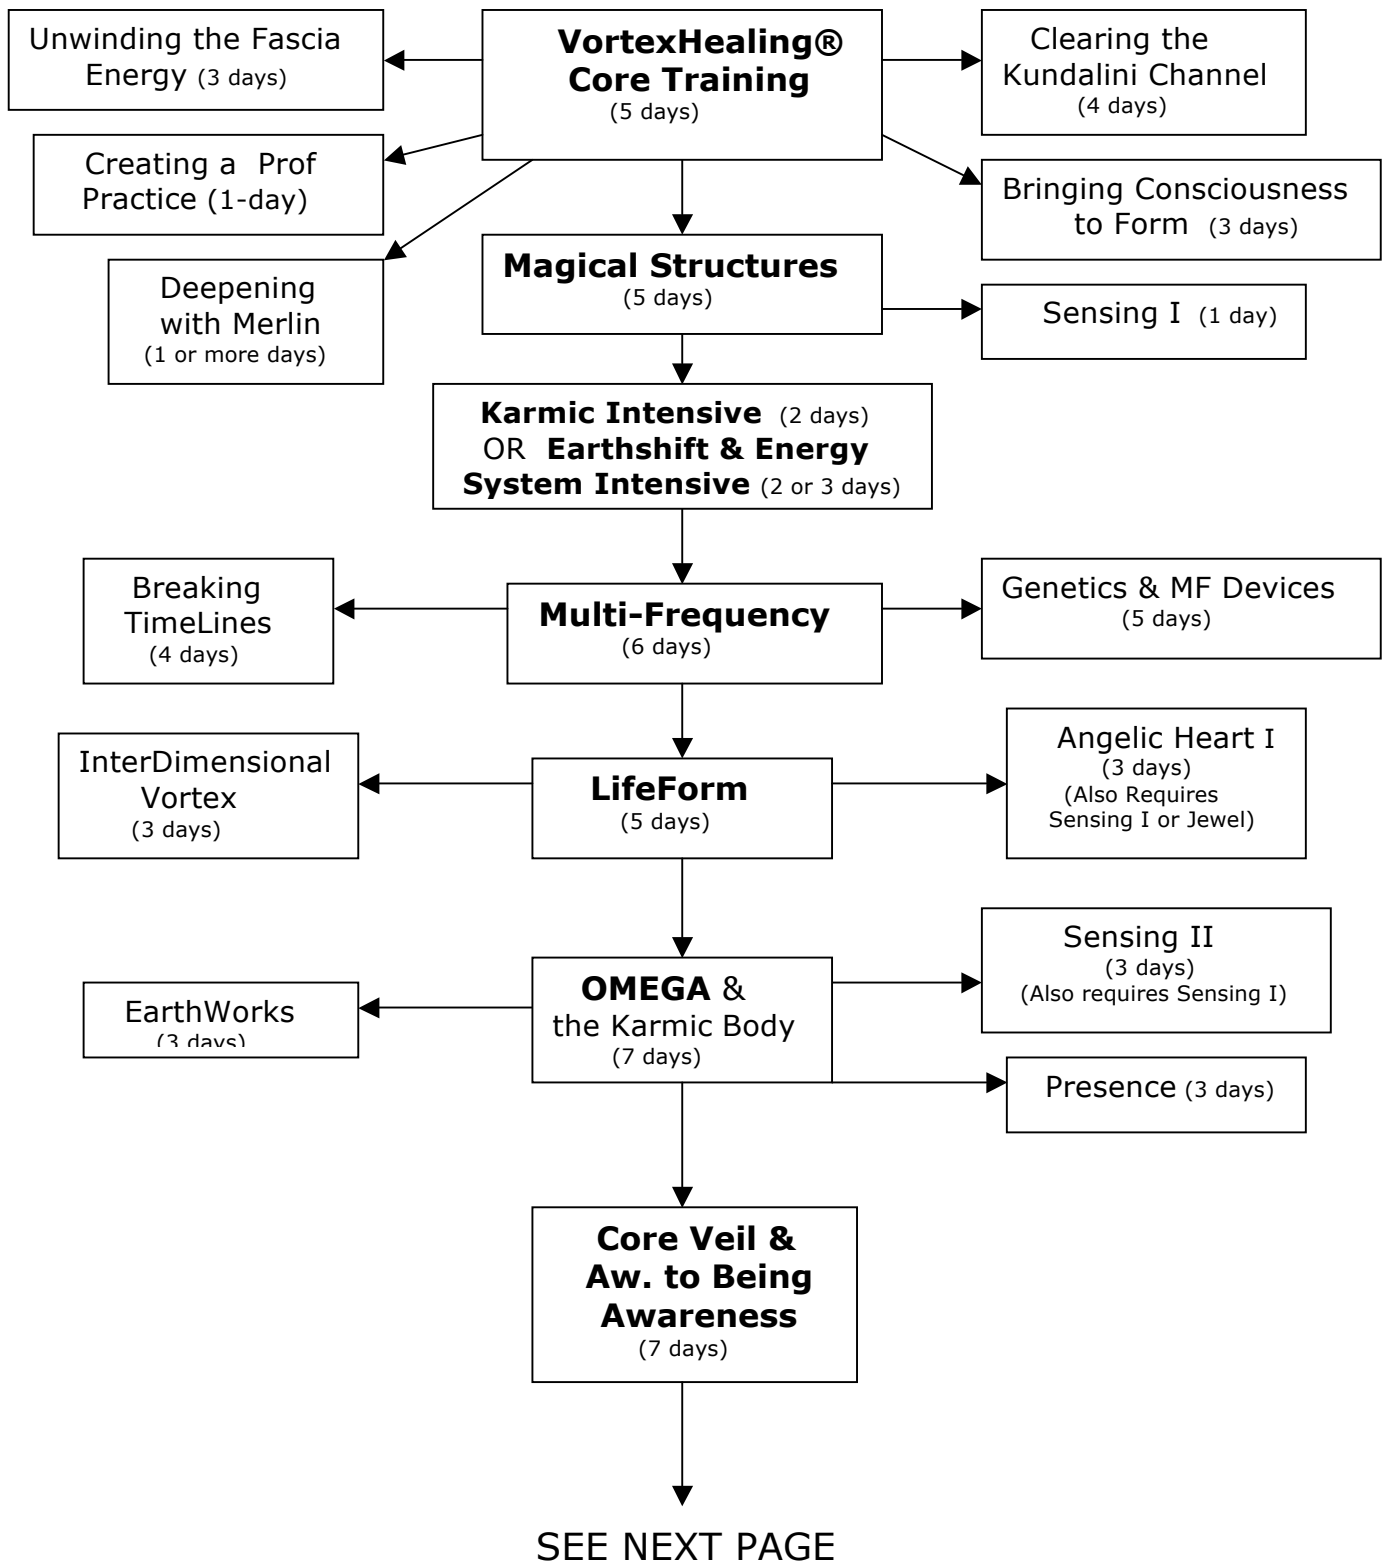 Unwinding the Fascia
Energy (3 days)
VortexHealing®
Core Training
(5 days)
Clearing the
Kundalini Channel
(4 days)
Creating a Prof
Practice (1-day)
Bringing Consciousness
to Form (3 days)
Deepening
with Merlin
(1 or more days)
Magical Structures
(5 days)
Sensing I (1 day)
Karmic Intensive (2 days)
OR Earthshift & Energy
System Intensive (2 or 3 days)
Breaking
TimeLines
(4 days)
Multi-Frequency
(6 days)
Genetics & MF Devices
(5 days)
InterDimensional
Vortex
(3 days)
LifeForm
(5 days)
Angelic Heart I
(3 days)
(Also Requires
Sensing I or Jewel)
EarthWorks
(3 days)
OMEGA &
the Karmic Body
(7 days)
Sensing II
(3 days)
(Also requires Sensing I)
Presence (3 days)
Core Veil &
Aw. to Being
Awareness
(7 days)
SEE NEXT PAGE